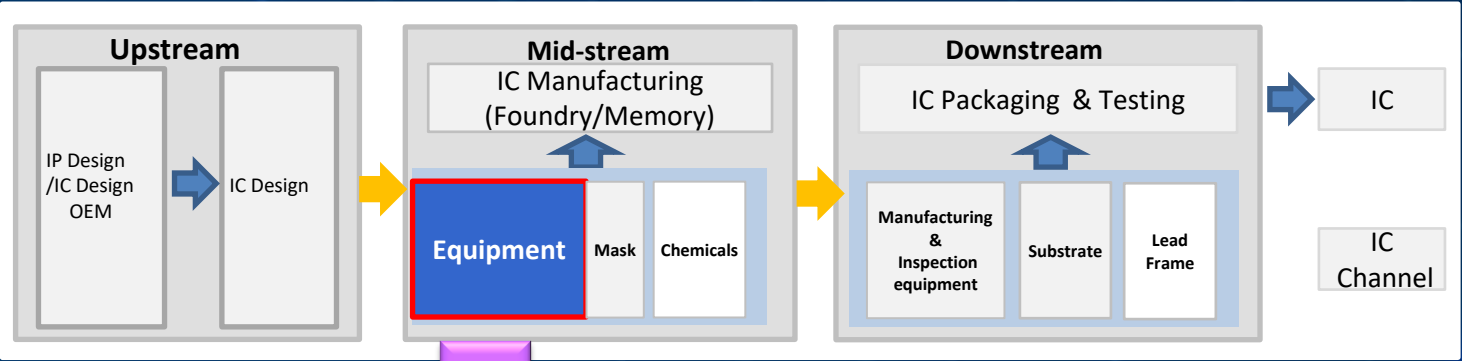 Upstream
IP Design
/IC Design
OEM
IC Design
Mid-stream
IC Manufacturing
(Foundry/Memory)
Equipment
Mask
Chemicals
Downstream
IC Packaging & Testing
Manufacturing
&
Inspection
equipment
Substrate
Lead
Frame
IC
IC
Channel